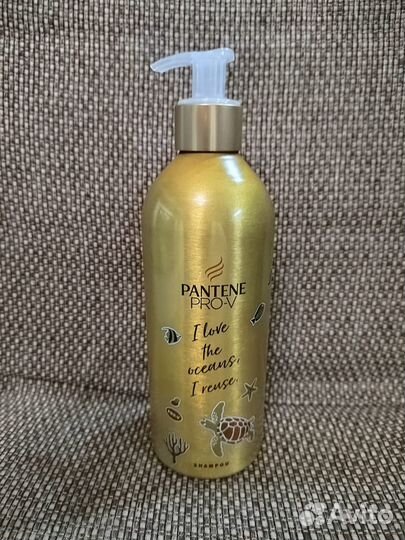 PANTENE
PRO-V
I love
the
oceans,
I reuse.
SHAMPOO
Avito